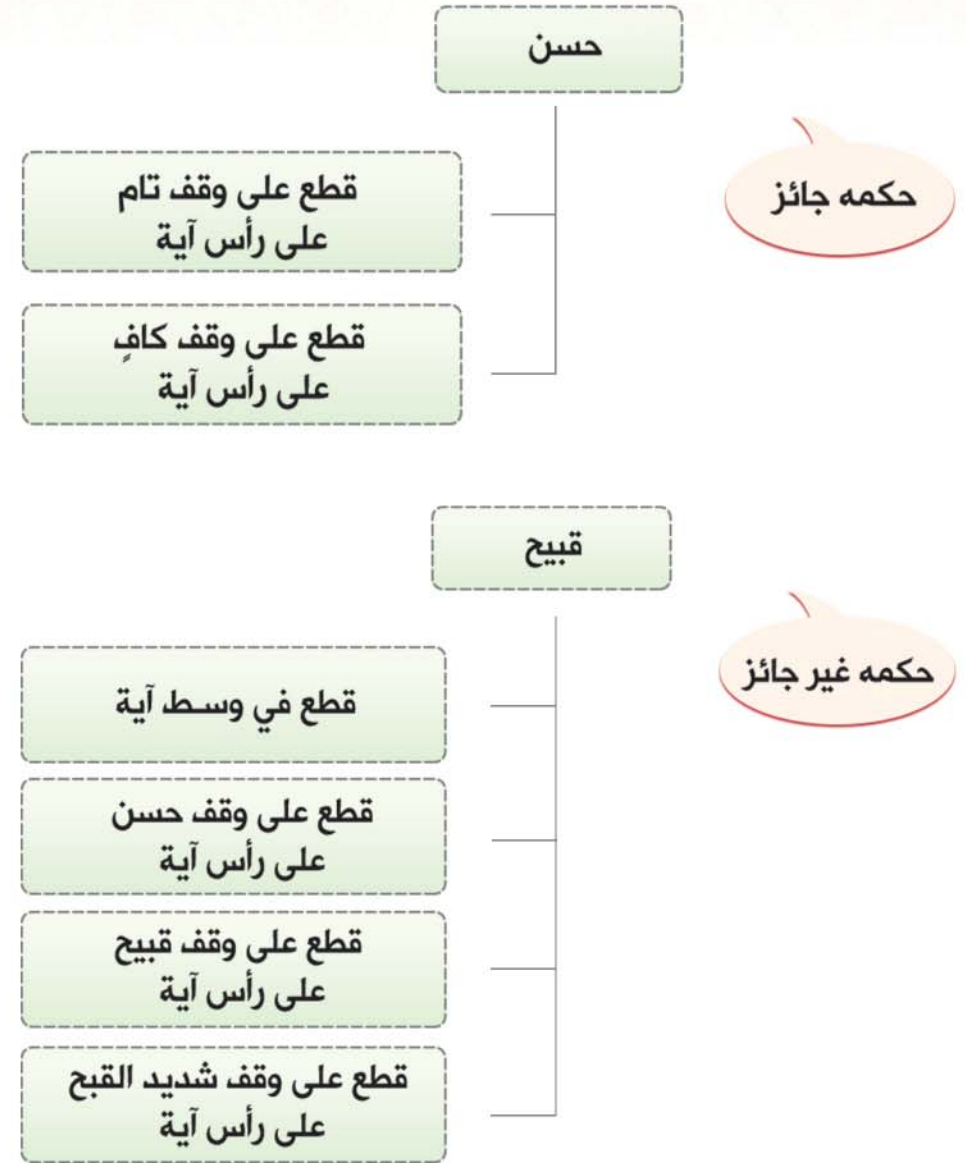 حسن
حكمه جائز
قطع على وقف تام
على رأس آية
قطع على وقف كافٍ
على رأس آية
قبيح
حكمه غير جائز
قطع في وسط آية
قطع على وقف حسن
على رأس آية
قطع على وقف قبيح
على رأس آية
قطع على وقف شديد القبح
على رأس آية